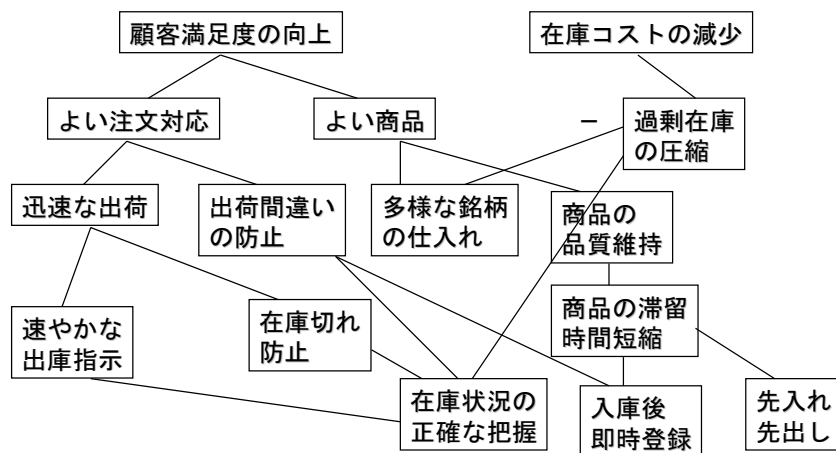 顧客満足度の向上
在庫コストの減少
よい注文対応
よい商品
−
過剰在庫
の圧縮
迅速な出荷
出荷間違い
の防止
多様な銘柄
の仕入れ
商品の
品質維持
速やかな
出庫指示
在庫切れ
防止
商品の滞留
時間短縮
在庫状況の
正確な把握
入庫後
即時登録
先入れ
先出し